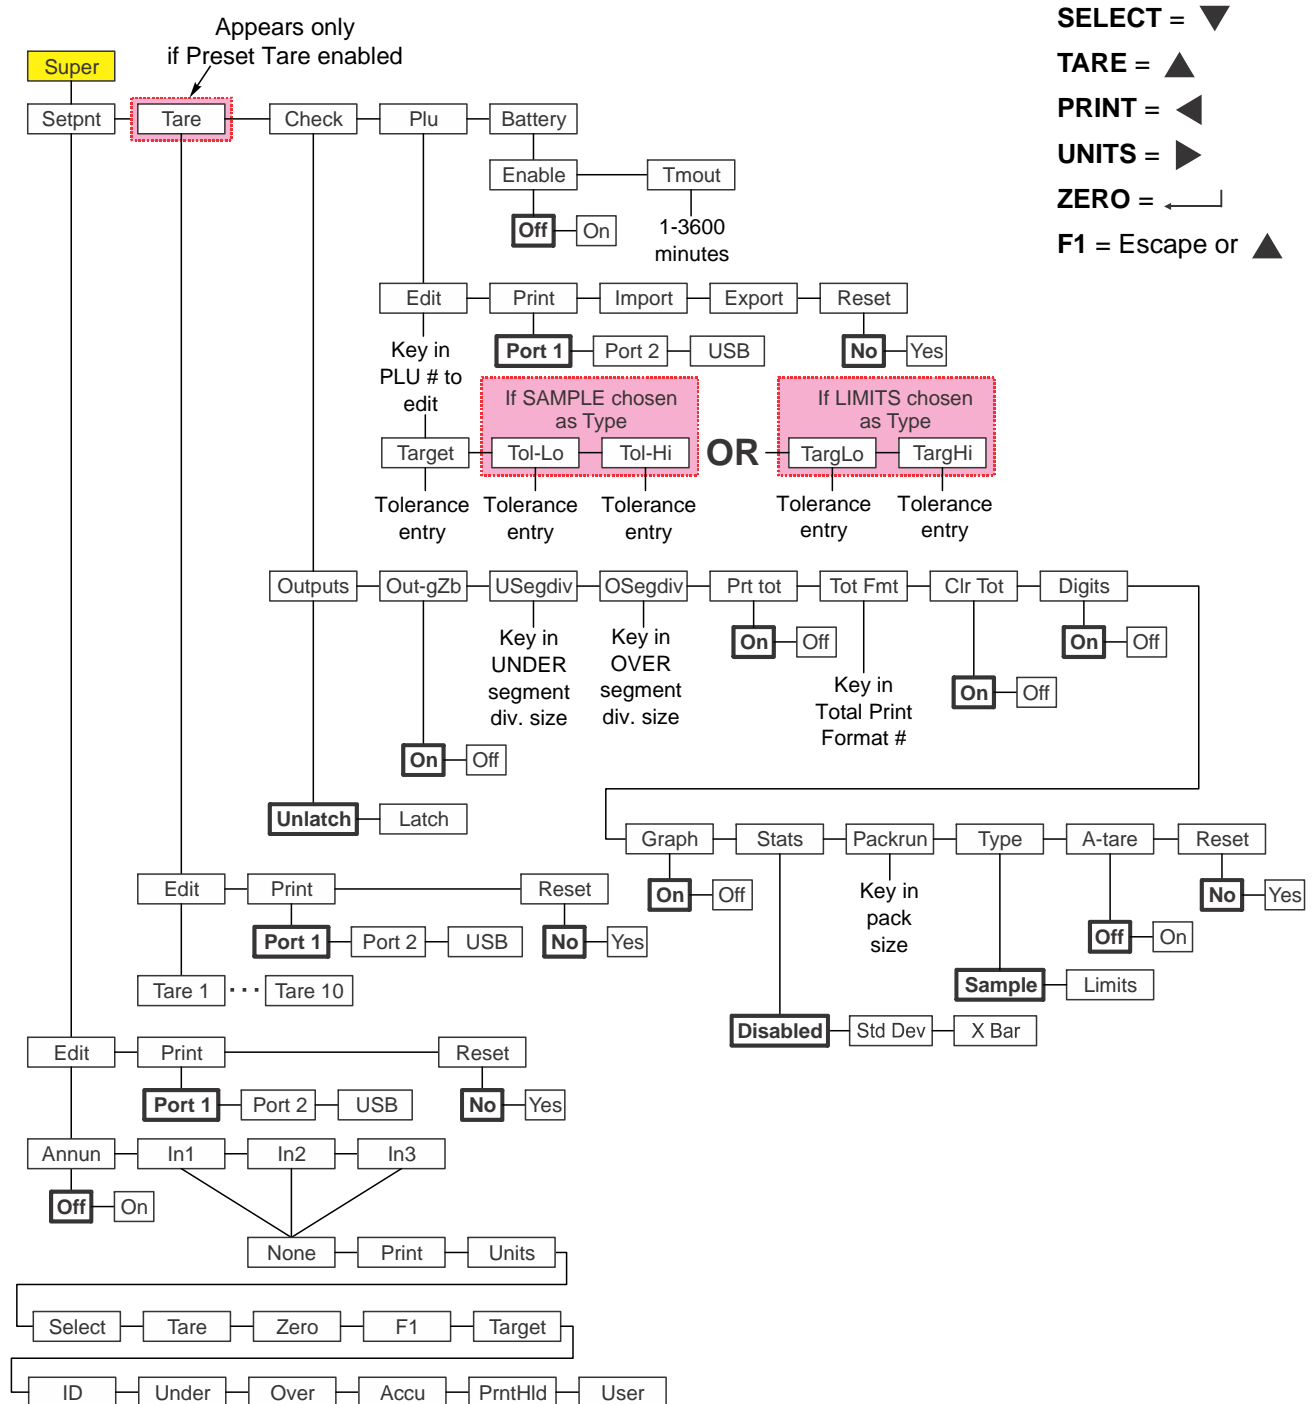 SELECT = ▼
Appears only
if Preset Tare enabled
TARE = ▲
Super
PRINT = ◀
Setpnt Tare Check Plu Battery
UNITS = ▶
Enable Tmout
ZERO = ↵
Off On 1-3600
minutes
F1 = Escape or ▲
Edit Print Import Export Reset
Key in
PLU # to
edit
Port 1 Port 2 USB No Yes
If SAMPLE chosen
as Type
If LIMITS chosen
as Type
Target Tol-Lo Tol-Hi OR TargLo TargHi
Tolerance
entry
Tolerance
entry
Tolerance
entry
Tolerance
entry
Tolerance
entry
Outputs Out-gZb USegdiv OSegdiv Prt tot Tot Fmt Clr Tot Digits
Key in
UNDER
segment
div. size
Key in
OVER
segment
div. size
On Off
Key in
Total Print
Format #
On Off
On Off
On Off
Unlatch Latch
Graph Stats Packrun Type A-tare Reset
On Off
Key in
pack
size
No Yes
Off On
Sample Limits
Disabled Std Dev X Bar
Edit Print Reset
Port 1 Port 2 USB No Yes
Tare 1 ... Tare 10
Edit Print Reset
Port 1 Port 2 USB No Yes
Annun In1 In2 In3
Off On
None Print Units
Select Tare Zero F1 Target
ID Under Over Accu PrntHld User